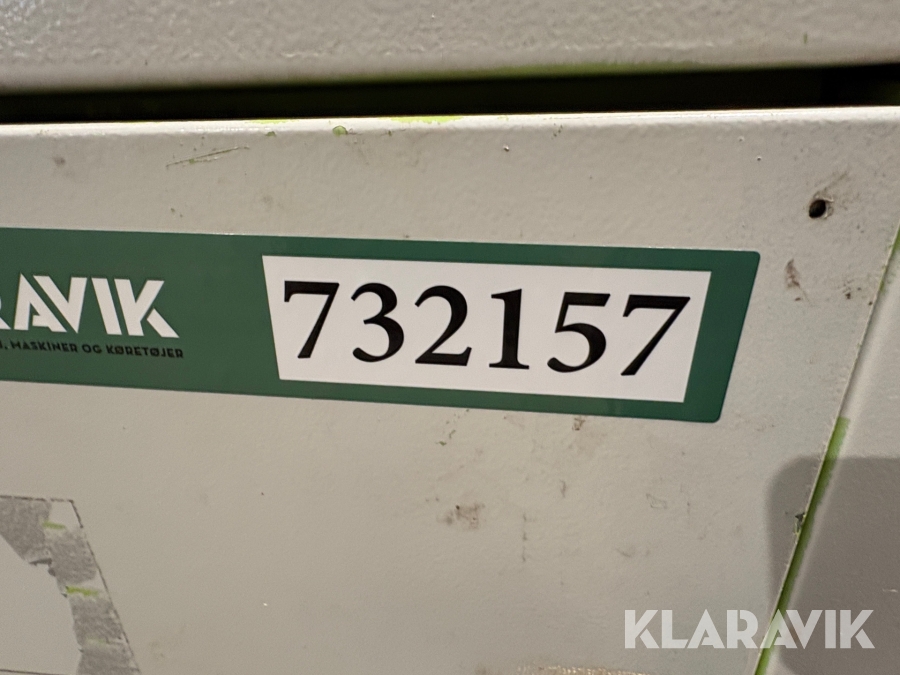 RAVIK
732157
, MASKINER OG KØRETØJER
KLARAVIK